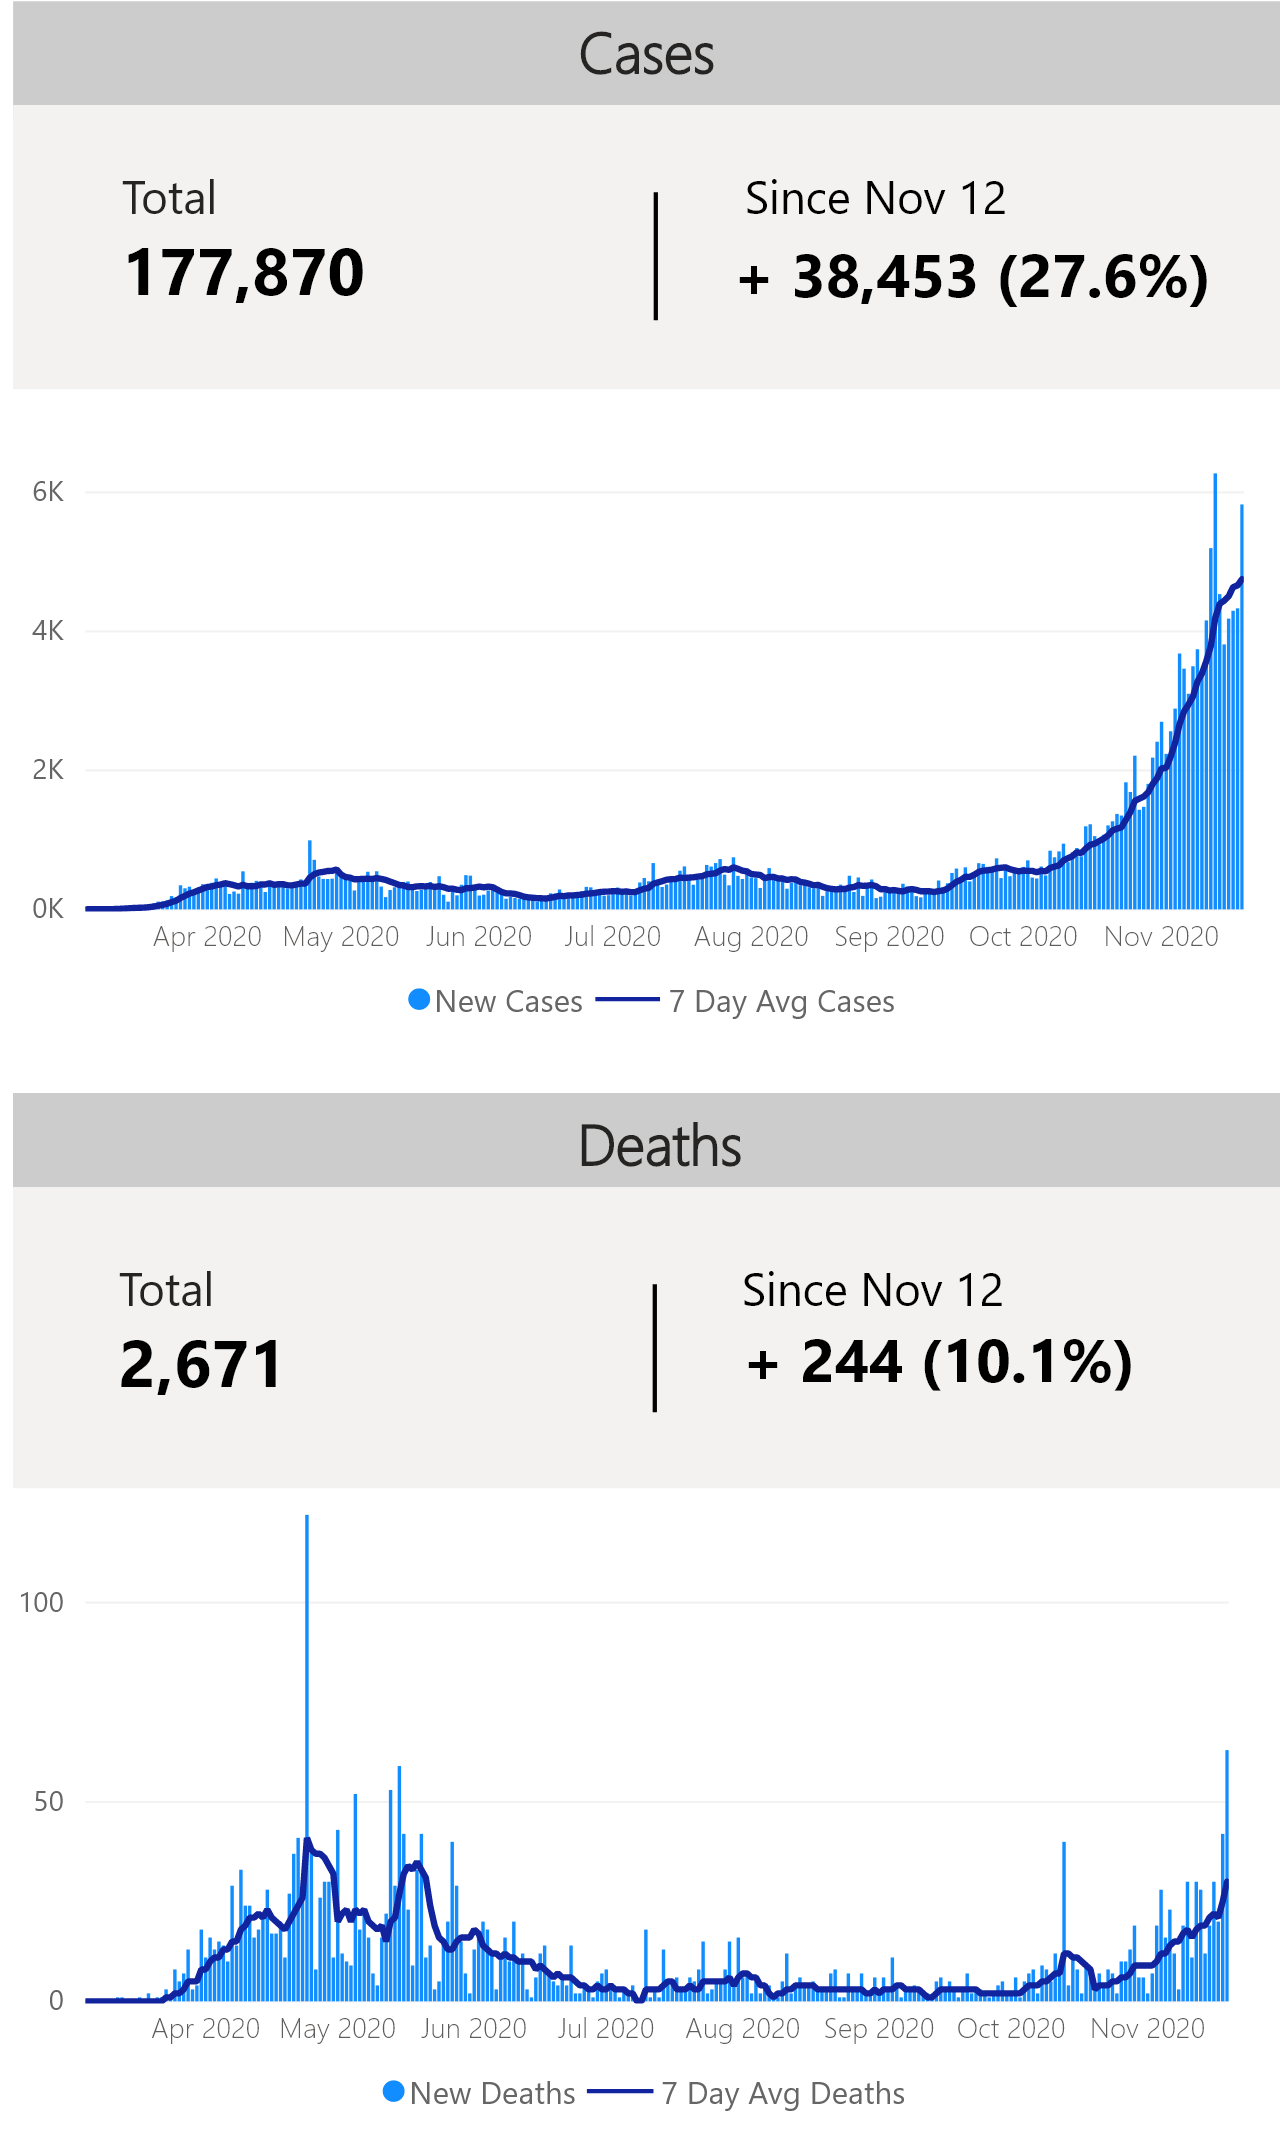 Cases
Total
Since Nov 12
177,870
+ 38,453 (27.6%)
6K
4K
2K
0K
Apr 2020 May 2020 Jun 2020 Jul 2020 Aug 2020 Sep 2020 Oct 2020 Nov 2020
New Cases 7 Day Avg Cases
Deaths
Total
Since Nov 12
2,671
+ 244 (10.1%)
100
50
0
Apr 2020 May 2020 Jun 2020 Jul 2020 Aug 2020 Sep 2020 Oct 2020 Nov 2020
New Deaths 7 Day Avg Deaths